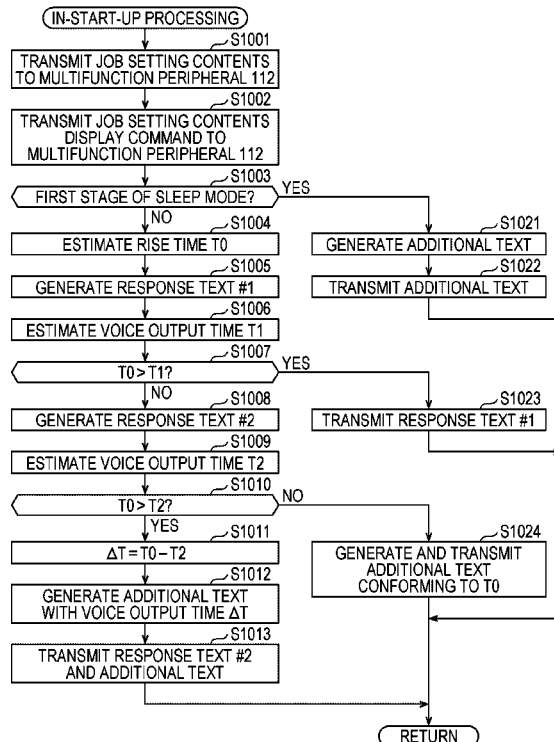 IN-START-UP PROCESSING
S1001
TRANSMIT JOB SETTING CONTENTS
TO MULTIFUNCTION PERIPHERAL 112
S1002
TRANSMIT JOB SETTING CONTENTS
DISPLAY COMMAND TO
MULTIFUNCTION PERIPHERAL 112
S1003
FIRST STAGE OF SLEEP MODE?
YES
NO
S1004
ESTIMATE RISE TIME T0
S1021
GENERATE ADDITIONAL TEXT
S1005
GENERATE RESPONSE TEXT #1
S1022
TRANSMIT ADDITIONAL TEXT
S1006
ESTIMATE VOICE OUTPUT TIME T1
S1007
T0 > T1?
YES
NO
S1008
GENERATE RESPONSE TEXT #2
S1023
TRANSMIT RESPONSE TEXT #1
S1009
ESTIMATE VOICE OUTPUT TIME T2
S1010
T0 > T2?
NO
YES
S1011
ΔT = T0 – T2
S1024
GENERATE AND TRANSMIT
ADDITIONAL TEXT
CONFORMING TO T0
S1012
GENERATE ADDITIONAL TEXT
WITH VOICE OUTPUT TIME ΔT
S1013
TRANSMIT RESPONSE TEXT #2
AND ADDITIONAL TEXT
RETURN